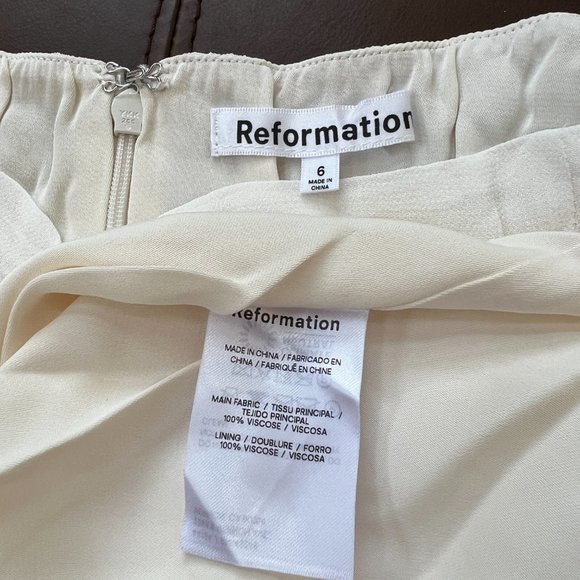 YKK
Reformation
6
MADE IN
CHINA
Reformation
MADE IN CHINA / FABRICADO EN
CHINA / FABRIQUÉ EN CHINE
MAIN FABRIC / TISSU PRINCIPAL /
TEJIDO PRINCIPAL
100% VISCOSE / VISCOSA
LINING / DOUBLURE / FORRO
100% VISCOSE / VISCOSA